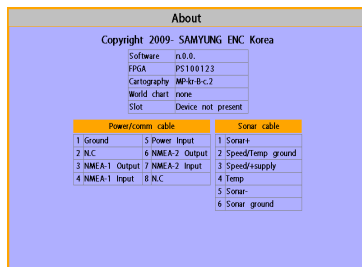 About
Copyright 2009- SAMYUNG ENC Korea
Software n.0.0.
FPGA PS100123
Cartography MP-kr-B-c.2
World chart none
Slot Device not present
Power/comm cable
1 Ground 5 Power Input
2 N.C 6 NMEA-2 Output
3 NMEA-1 Output 7 NMEA-2 Input
4 NMEA-1 Input 8 N.C
Sonar cable
1 Sonar+
2 Speed/Temp ground
3 Speed/+supply
4 Temp
5 Sonar-
6 Sonar ground